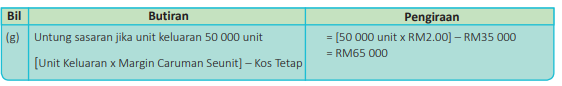 Bil Butiran Pengiraan
(g) Untung sasaran jika unit keluaran 50 000 unit = [50 000 unit x RM2.00] – RM35 000
= RM65 000
[Unit Keluaran x Margin Caruman Seunit] – Kos Tetap